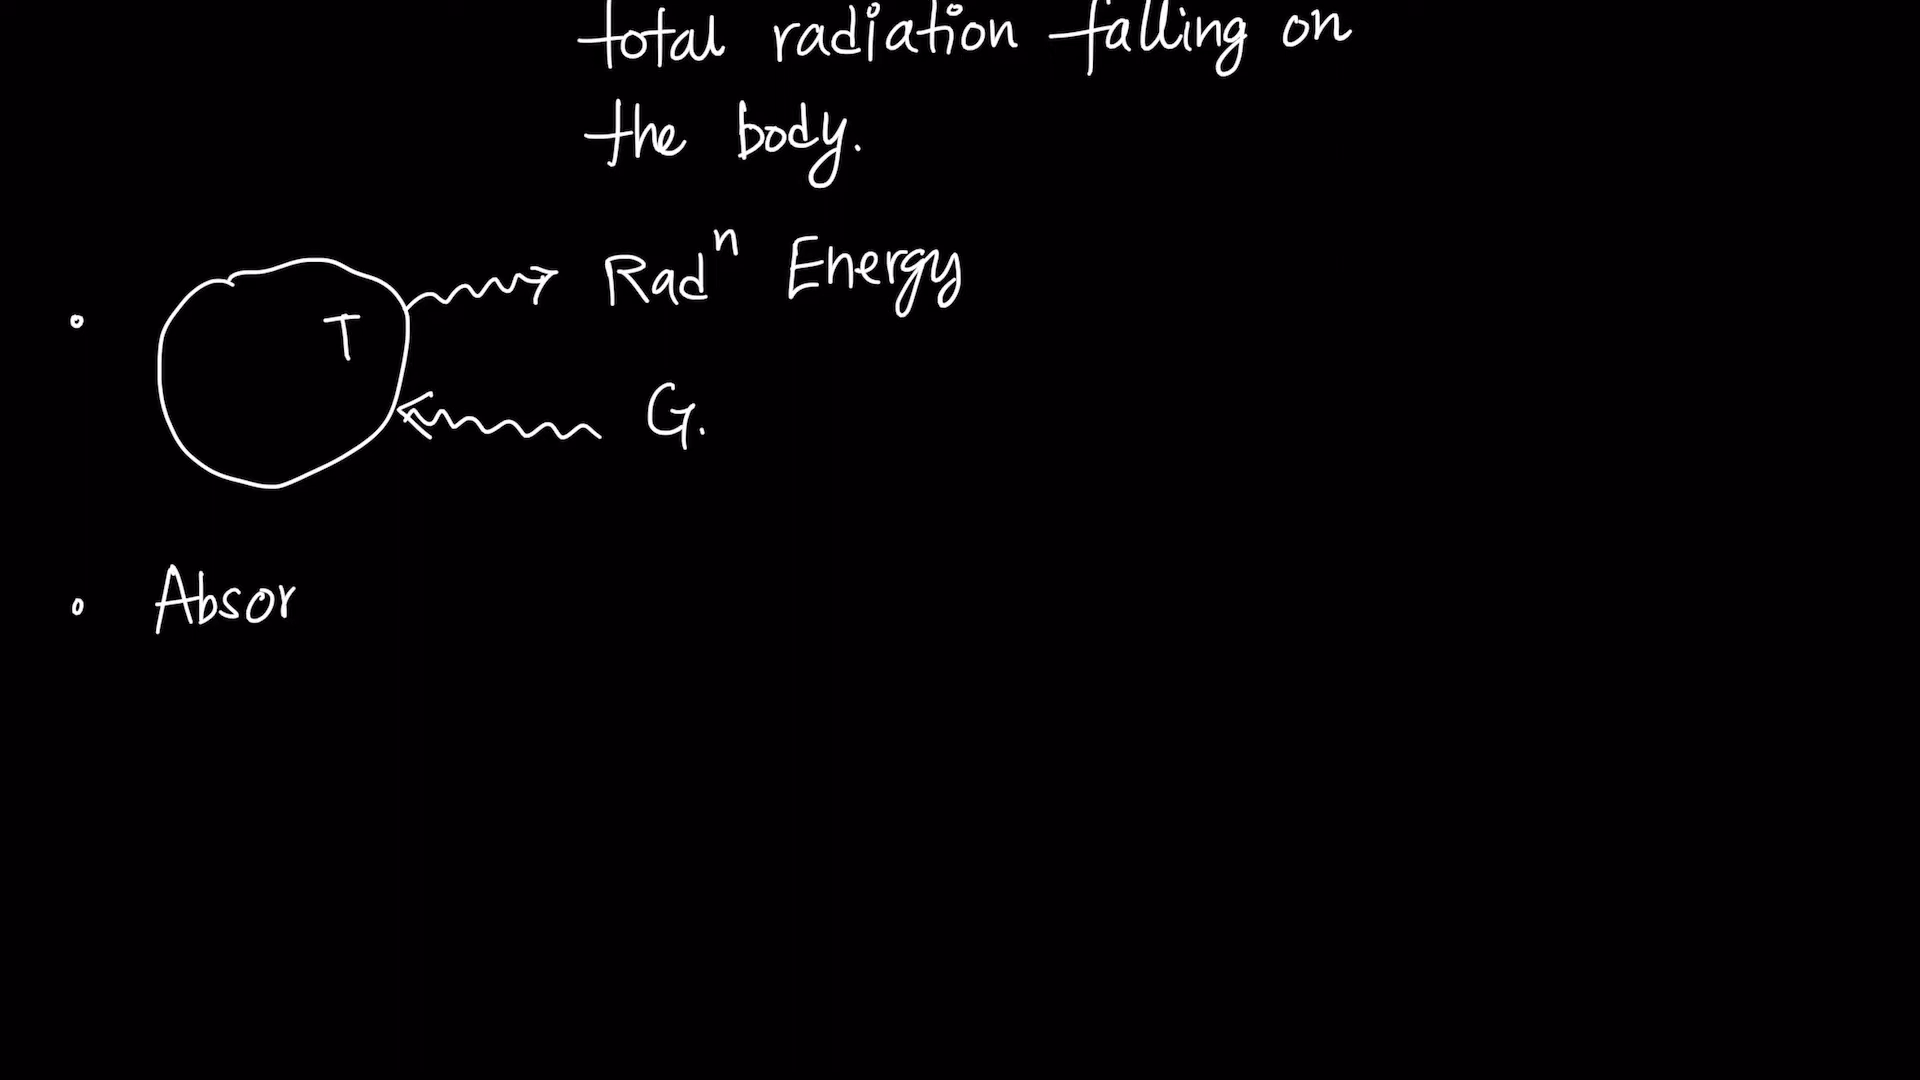 total radiation falling on
the body.
T
Radⁿ Energy
G.
Absor